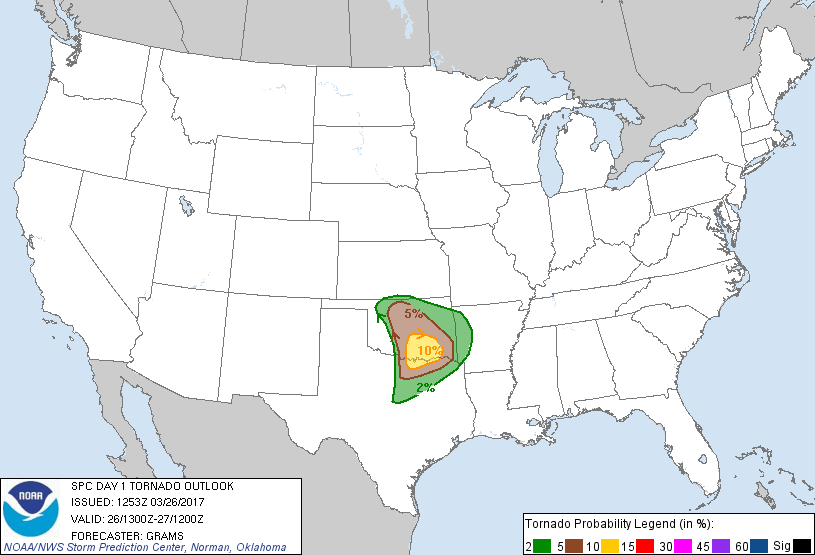 5%
10%
2%
NOAA
SPC DAY 1 TORNADO OUTLOOK
ISSUED: 1253Z 03/26/2017
VALID: 26/1300Z-27/1200Z
FORECASTER: GRAMS
NOAA/NWS Storm Prediction Center, Norman, Oklahoma
Tornado Probability Legend (in %):
2 5 10 15 30 45 60 Sig